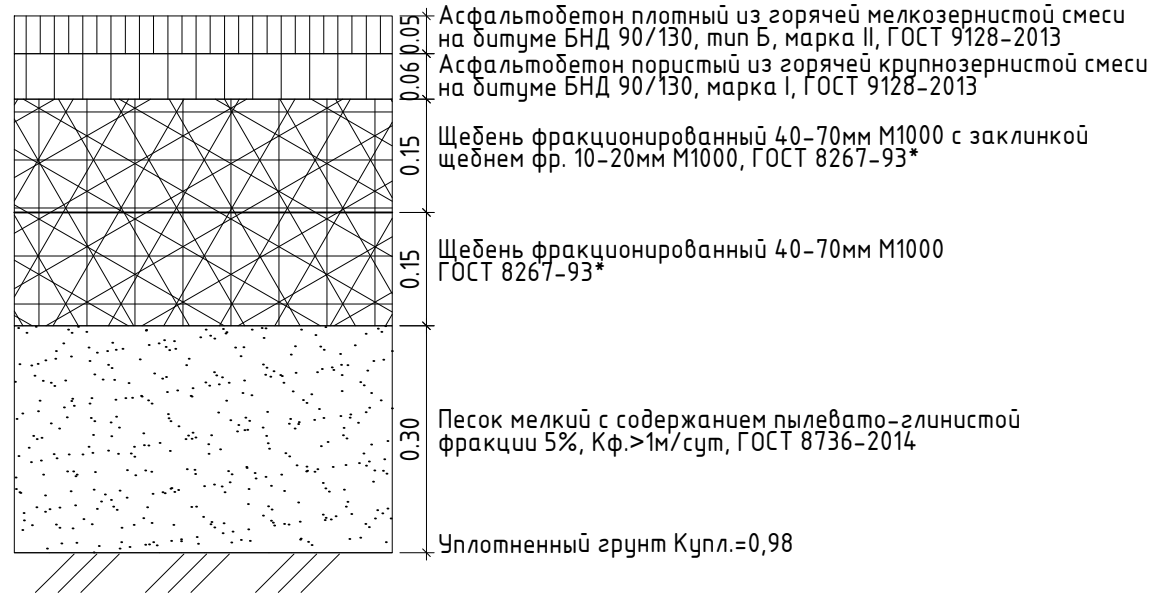 0.05
Асфальтобетон плотный из горячей мелкозернистой смеси
на битуме БНД 90/130, тип Б, марка II, ГОСТ 9128-2013
0.06
Асфальтобетон пористый из горячей крупнозернистой смеси
на битуме БНД 90/130, марка I, ГОСТ 9128-2013
0.15
Щебень фракционированный 40-70мм М1000 с заклинкой
щебнем фр. 10-20мм М1000, ГОСТ 8267-93*
0.15
Щебень фракционированный 40-70мм М1000
ГОСТ 8267-93*
0.30
Песок мелкий с содержанием пылевато-глинистой
фракции 5%, Кф.>1м/сут, ГОСТ 8736-2014
Уплотненный грунт Купл.=0,98